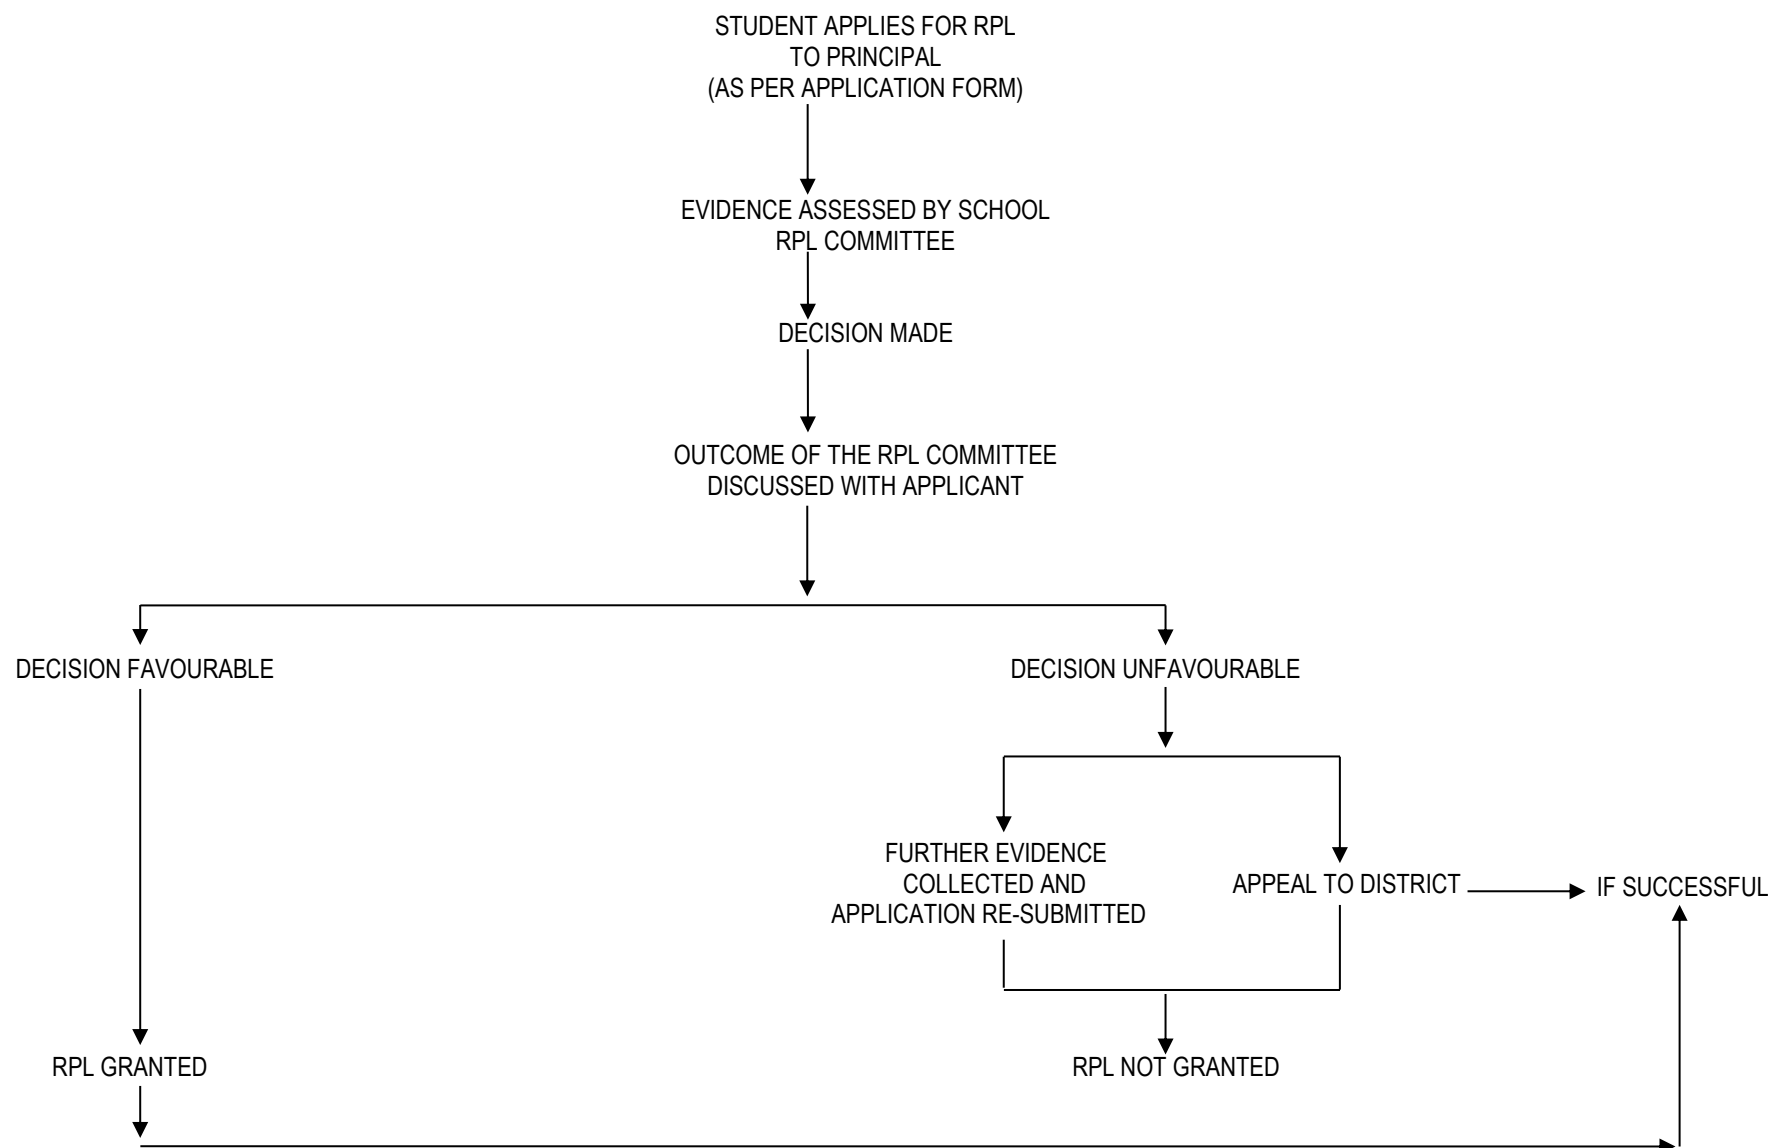 STUDENT APPLIES FOR RPL
TO PRINCIPAL
(AS PER APPLICATION FORM)
EVIDENCE ASSESSED BY SCHOOL
RPL COMMITTEE
DECISION MADE
OUTCOME OF THE RPL COMMITTEE
DISCUSSED WITH APPLICANT
DECISION FAVOURABLE
DECISION UNFAVOURABLE
FURTHER EVIDENCE
COLLECTED AND
APPLICATION RE-SUBMITTED
APPEAL TO DISTRICT
IF SUCCESSFUL
RPL GRANTED
RPL NOT GRANTED